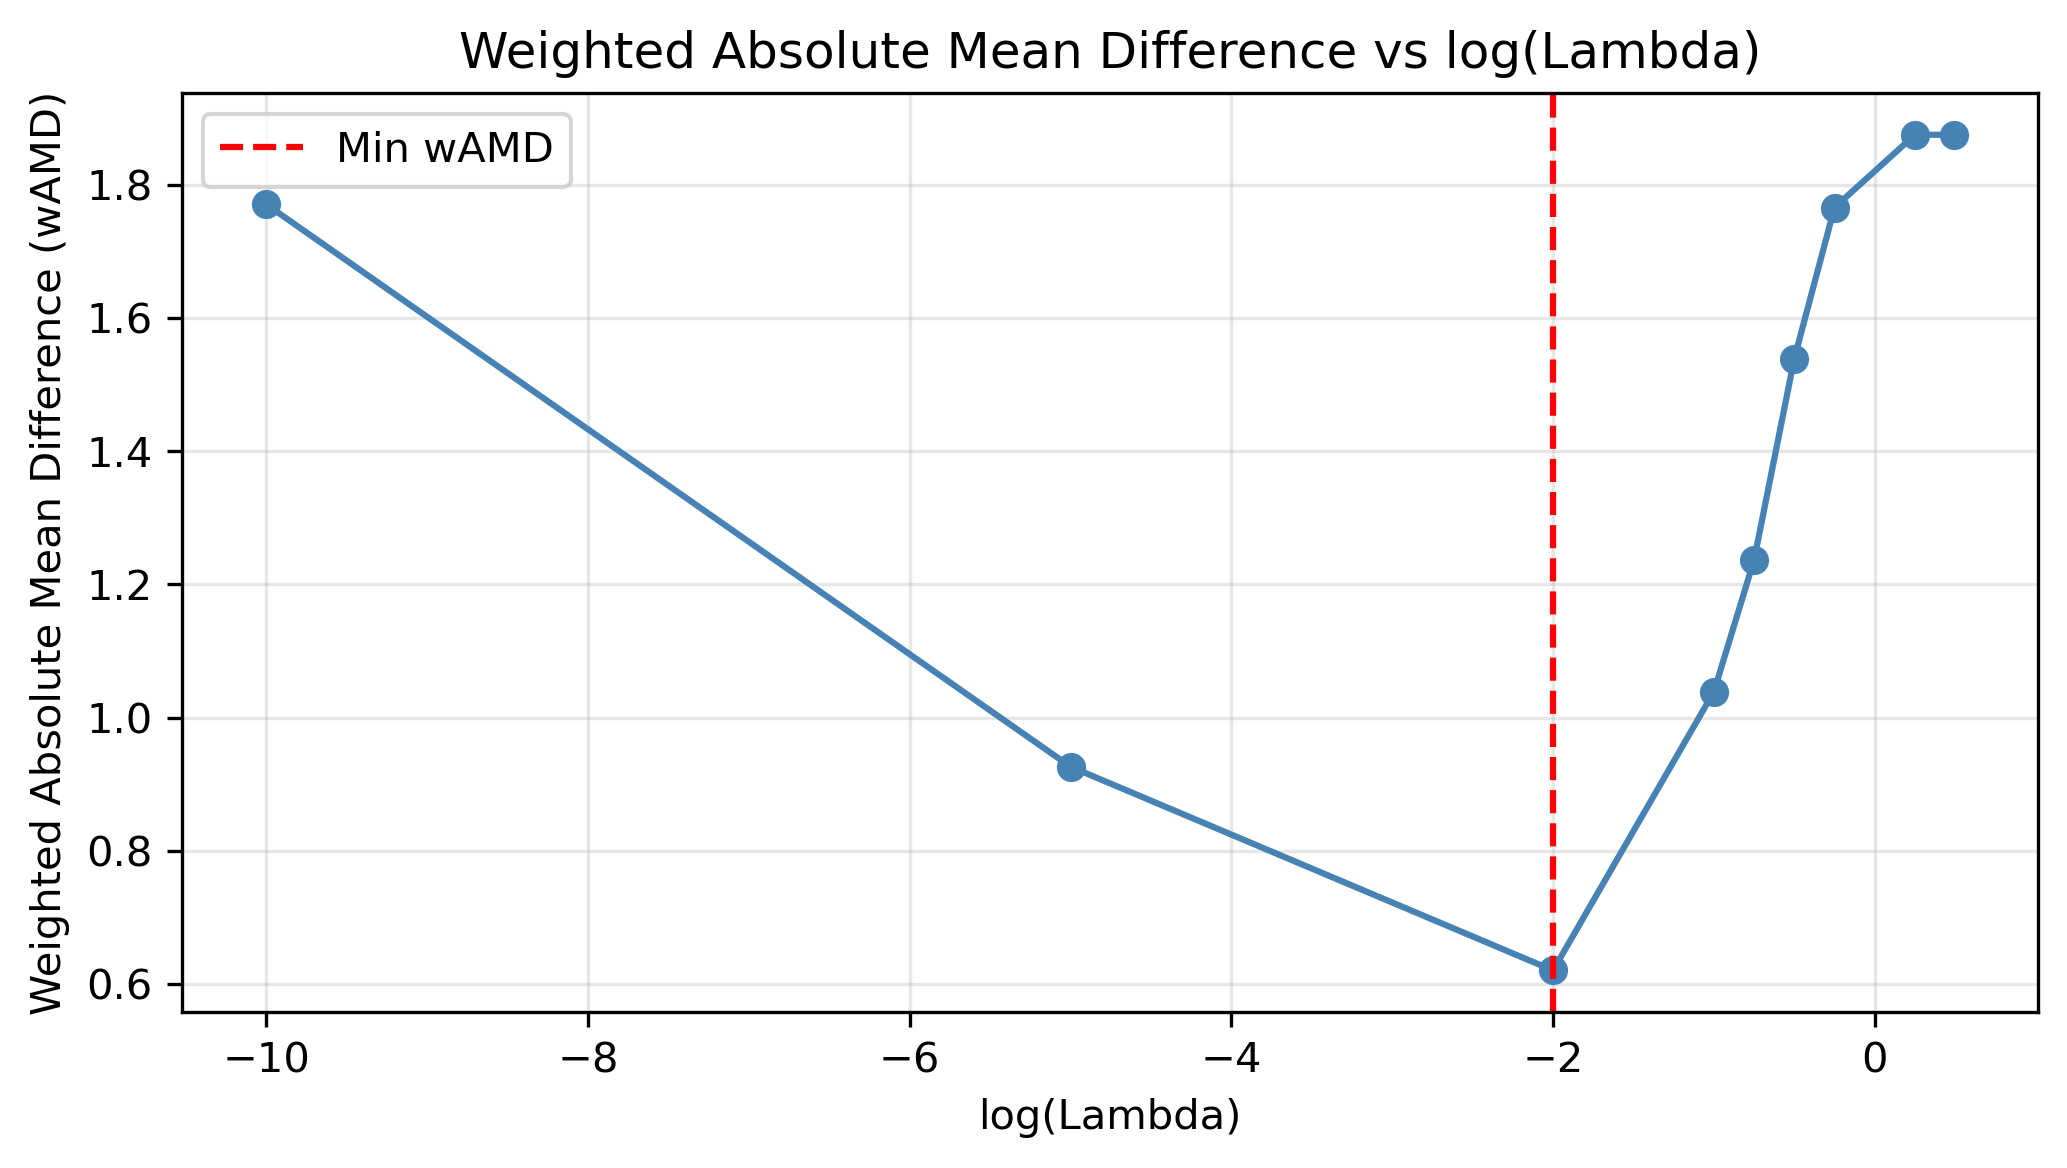 Weighted Absolute Mean Difference vs log(Lambda)
Min wAMD
Weighted Absolute Mean Difference (wAMD)
1.8
1.6
1.4
1.2
1.0
0.8
0.6
−10 −8 −6 −4 −2 0
log(Lambda)